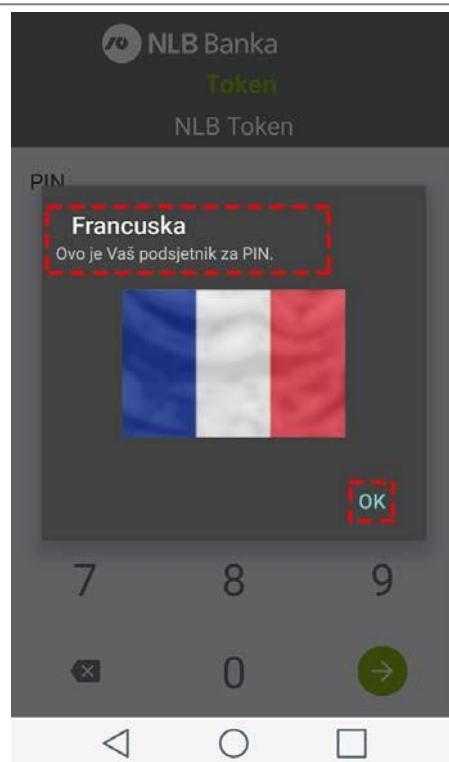 NLB Banka
Token
NLB Token
PIN
Francuska
Ovo je Vaš podsjetnik za PIN.
OK
7 8 9
0